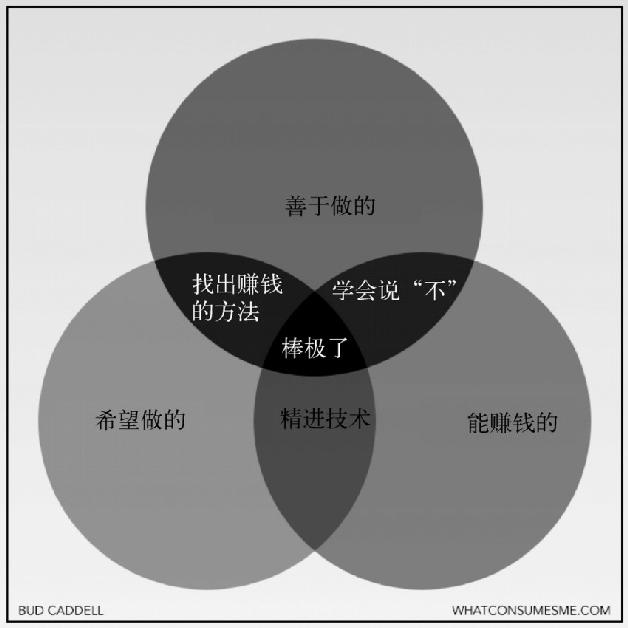 善于做的
找出赚钱
的方法
学会说“不”
棒极了
希望做的
精进技术
能赚钱的
BUD CADDELL
WHATCONSUMESME.COM